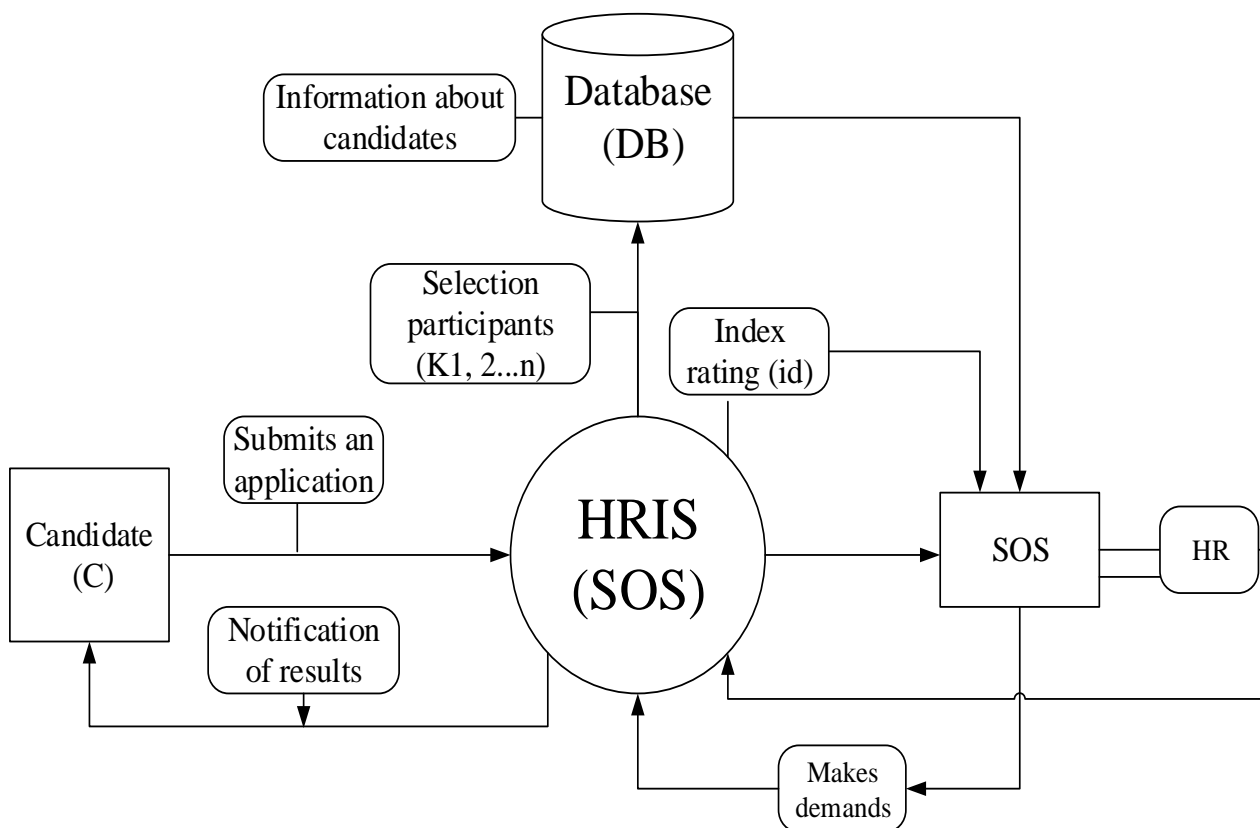 Database
(DB)
Information about
candidates
Selection
participants
(K1, 2...n)
Index
rating (id)
Submits an
application
Candidate
(C)
HRIS
(SOS)
SOS
HR
Notification
of results
Makes
demands